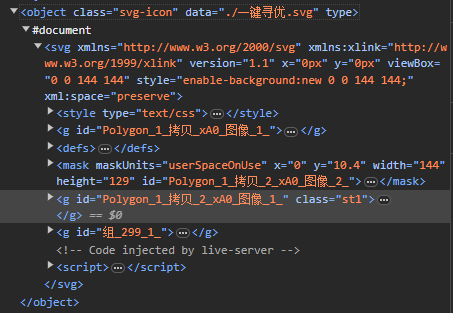 <object class="svg-icon" data="./一键寻优.svg" type>
#document
<svg xmlns="http://www.w3.org/2000/svg" xmlns:xlink="http://ww
w.w3.org/1999/xlink" version="1.1" x="0px" y="0px" viewBox=
"0 0 144 144" style="enable-background:new 0 0 144 144;"
xml:space="preserve">
<style type="text/css"> … </style>
<g id="Polygon_1_拷贝_xA0_图像_1_"> … </g>
<defs> … </defs>
<mask maskUnits="userSpaceOnUse" x="0" y="10.4" width="144"
height="129" id="Polygon_1_拷贝_2_xA0_图像_2_"> … </mask>
<g id="Polygon_1_拷贝_2_xA0_图像_1_" class="st1"> …
</g> == $0
<g id="组_299_1_"> … </g>
<!-- Code injected by live-server -->
<script> … </script>
</svg>
</object>